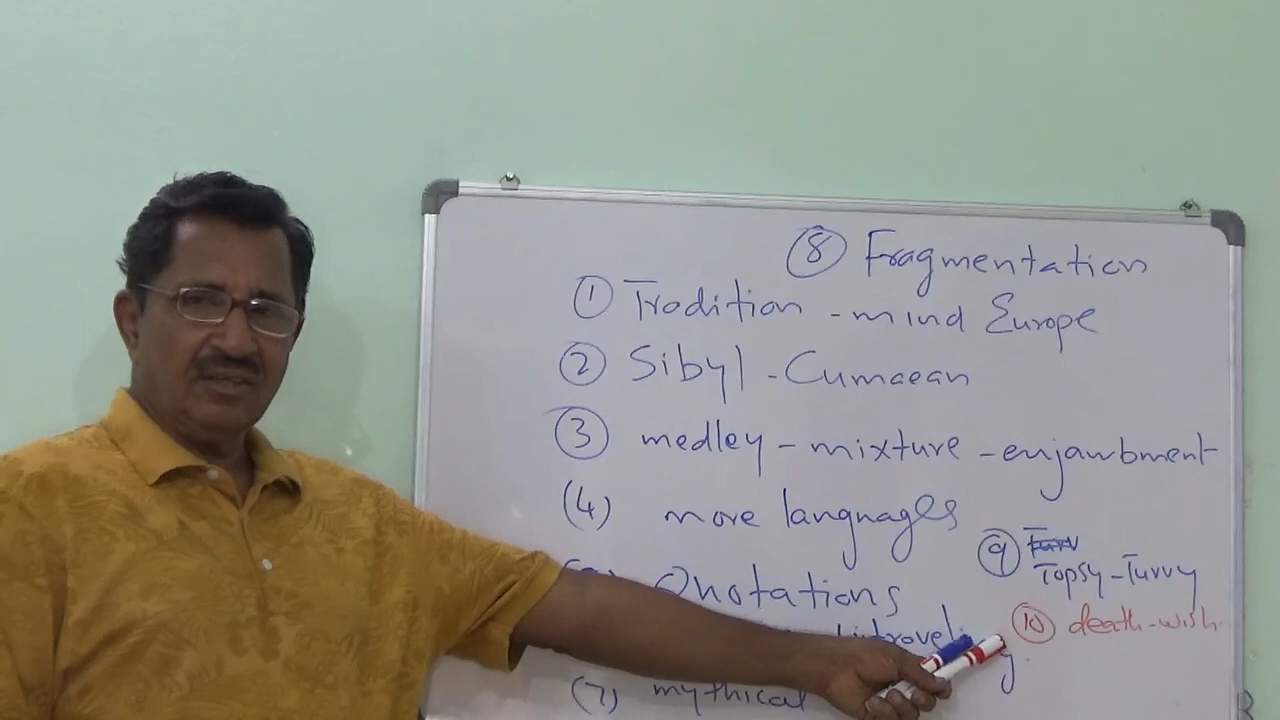 ⑧ Fragmentation
① Tradition - mind Europe
② Sibyl - Cumaean
③ medley - mixture - enjambment
(4) more languages
⑨ Topsy - Turvy
Quotations
⑩ death-wish.
(7) mythical